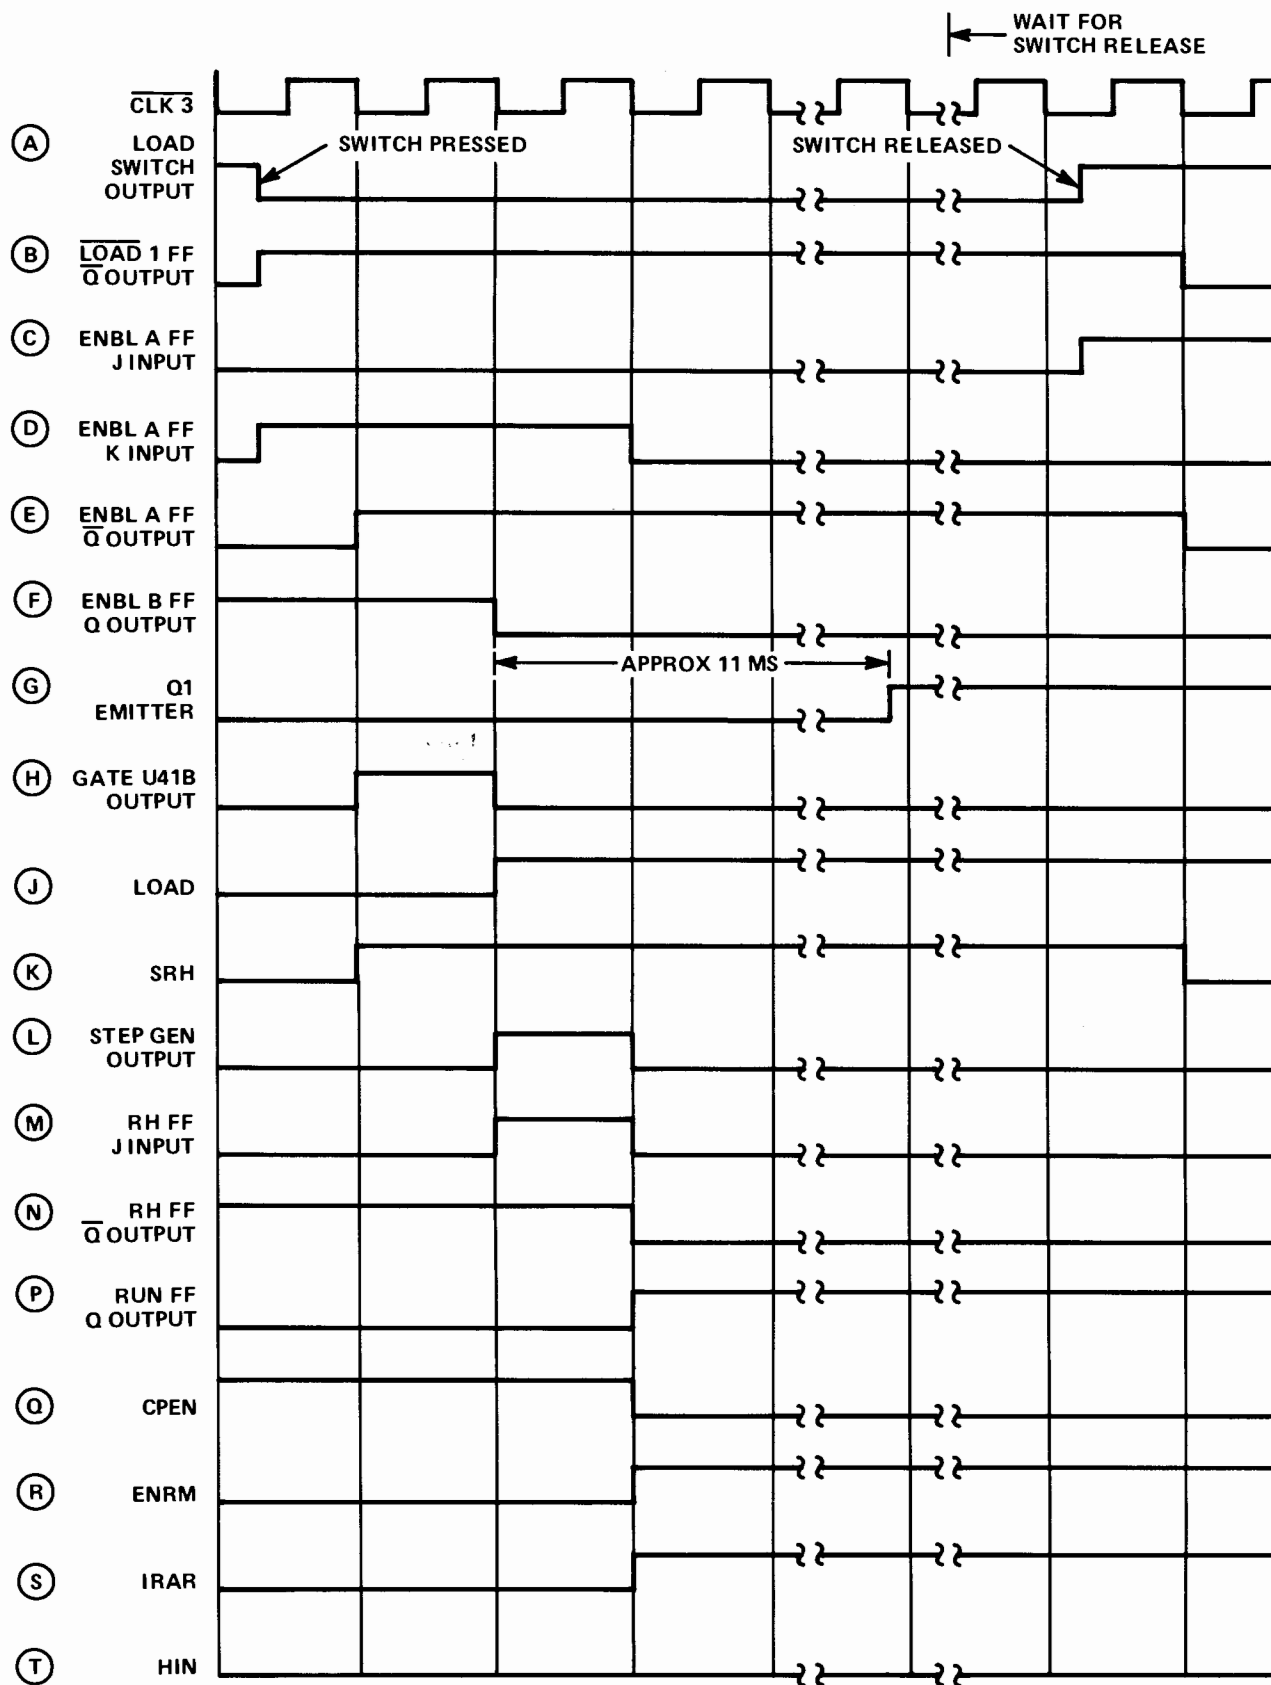 WAIT FOR
SWITCH RELEASE
CLK 3
A LOAD
SWITCH
OUTPUT
SWITCH PRESSED
SWITCH RELEASED
B LOAD 1 FF
Q OUTPUT
C ENBL A FF
J INPUT
D ENBL A FF
K INPUT
E ENBL A FF
Q OUTPUT
F ENBL B FF
Q OUTPUT
APPROX 11 MS
G Q1
EMITTER
H GATE U41B
OUTPUT
J LOAD
K SRH
L STEP GEN
OUTPUT
M RH FF
J INPUT
N RH FF
Q OUTPUT
P RUN FF
Q OUTPUT
Q CPEN
R ENRM
S IRAR
T HIN